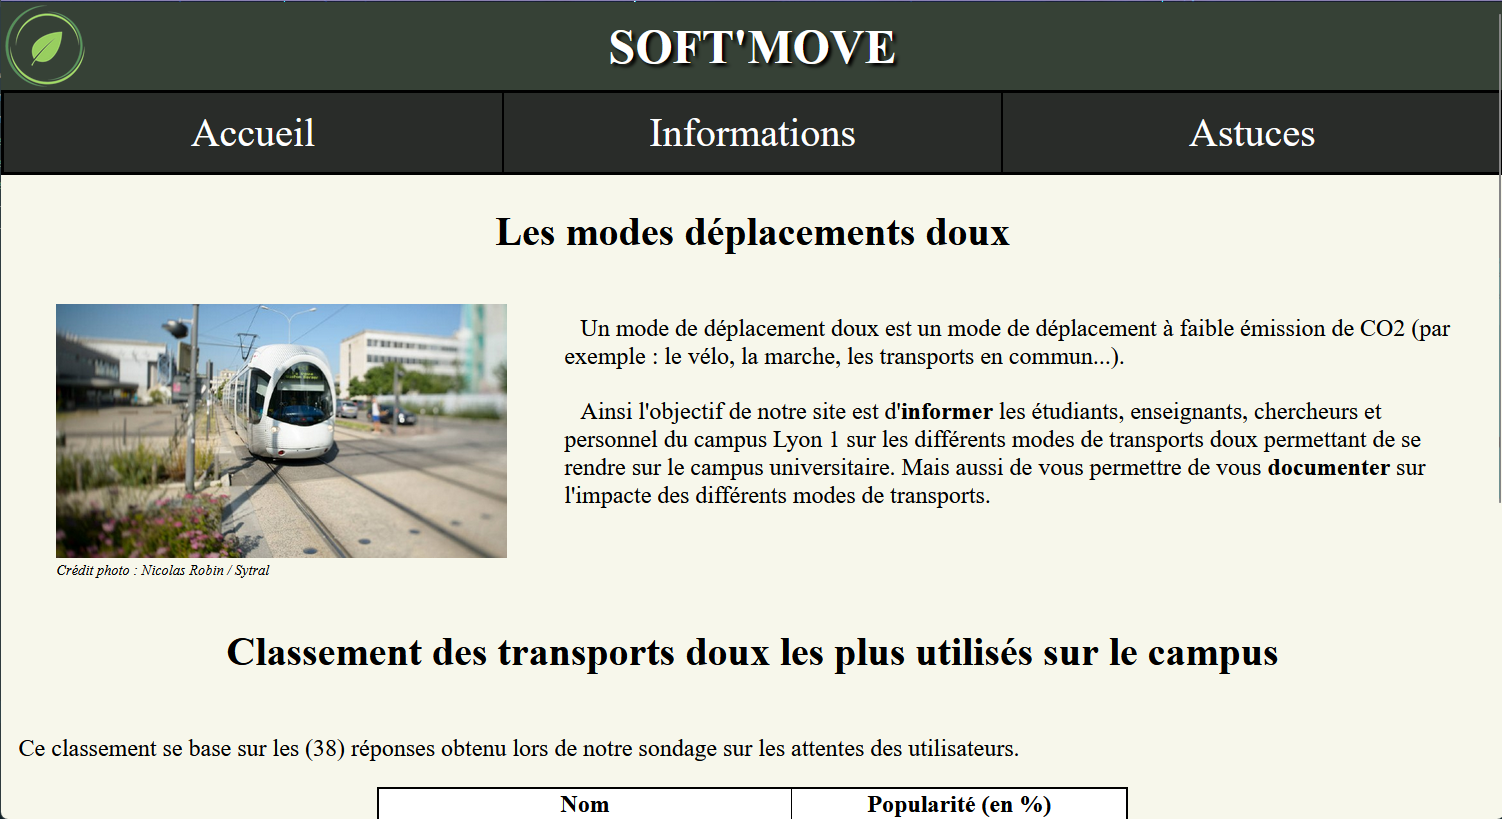 SOFT'MOVE
Accueil
Informations
Astuces
Les modes déplacements doux
Un mode de déplacement doux est un mode de déplacement à faible émission de CO2 (par
exemple : le vélo, la marche, les transports en commun...).
Ainsi l'objectif de notre site est d'informer les étudiants, enseignants, chercheurs et
personnel du campus Lyon 1 sur les différents modes de transports doux permettant de se
rendre sur le campus universitaire. Mais aussi de vous permettre de vous documenter sur
l'impacte des différents modes de transports.
Crédit photo : Nicolas Robin / Sytral
Classement des transports doux les plus utilisés sur le campus
Ce classement se base sur les (38) réponses obtenu lors de notre sondage sur les attentes des utilisateurs.
Nom
Popularité (en %)